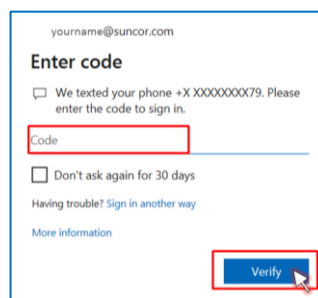 yourname@suncor.com
Enter code
We texted your phone +X XXXXXXXX79. Please
enter the code to sign in.
Code
Don't ask again for 30 days
Having trouble? Sign in another way
More information
Verify